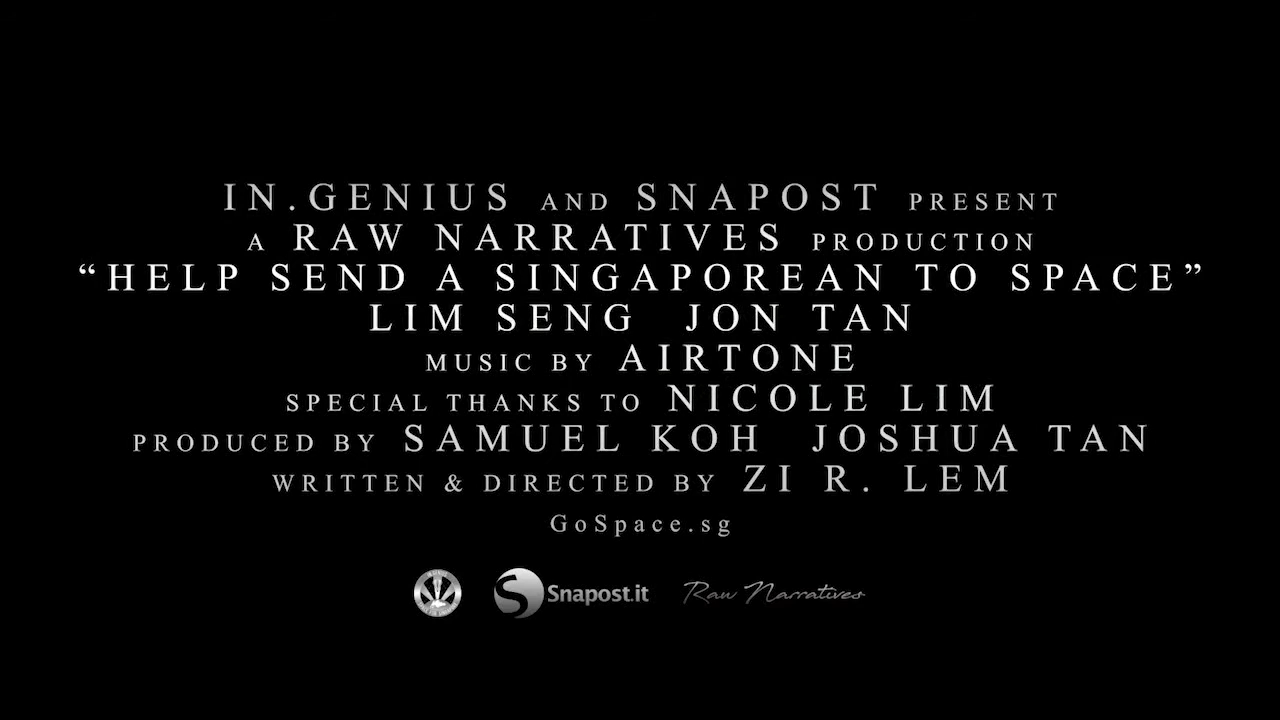 IN.GENIUS AND SNAPOST PRESENT
A RAW NARRATIVES PRODUCTION
“HELP SEND A SINGAPOREAN TO SPACE”
LIM SENG JON TAN
MUSIC BY AIRTONE
SPECIAL THANKS TO NICOLE LIM
PRODUCED BY SAMUEL KOH JOSHUA TAN
WRITTEN & DIRECTED BY ZI R. LEM
GoSpace.sg
Snapost.it Raw Narratives